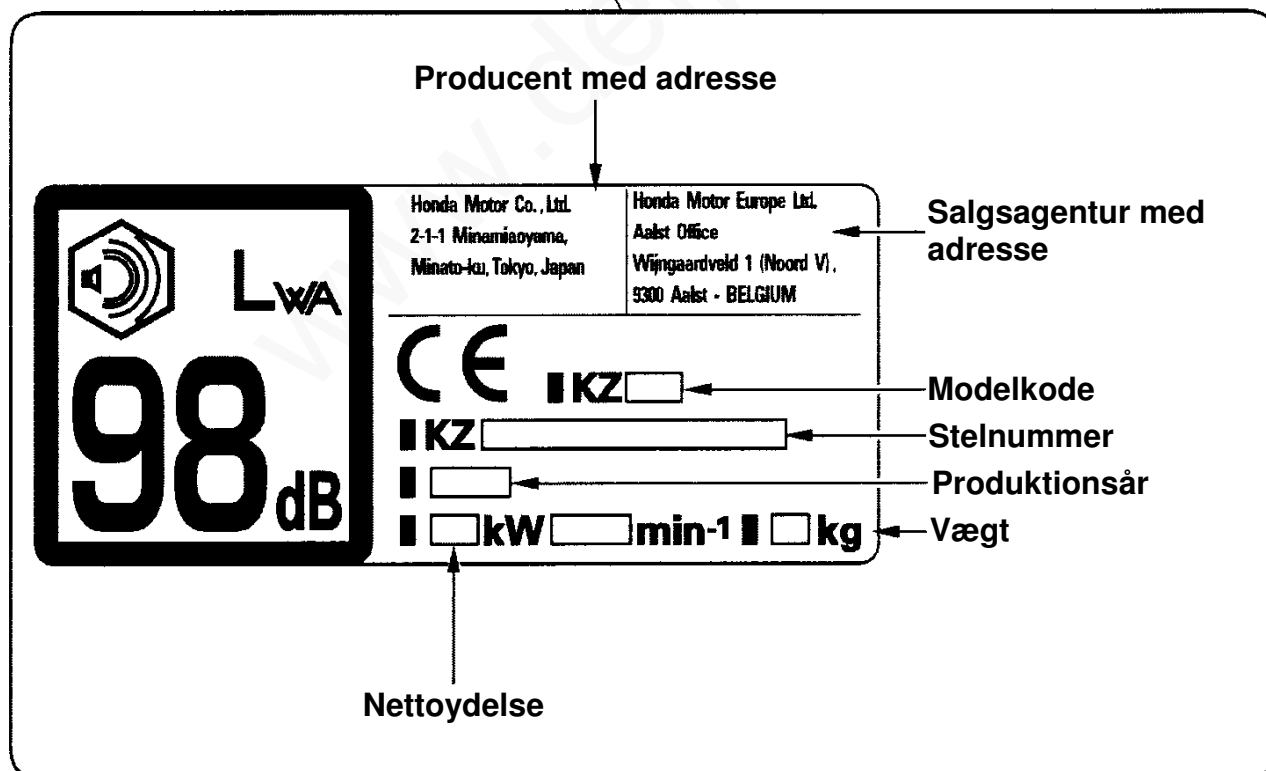 Producent med adresse
Honda Motor Co., Ltd.
2-1-1 Minamiaoyama,
Minato-ku, Tokyo, Japan
Honda Motor Europe Ltd.
Aalst Office
Wijngaardveld 1 (Noord V),
9300 Aalst - BELGIUM
Salgsagentur med
adresse
LWA
98 dB
CE
KZ
Modelkode
KZ
Stelnummer
Produktionsår
kW min-1 kg
Vægt
Nettoydelse